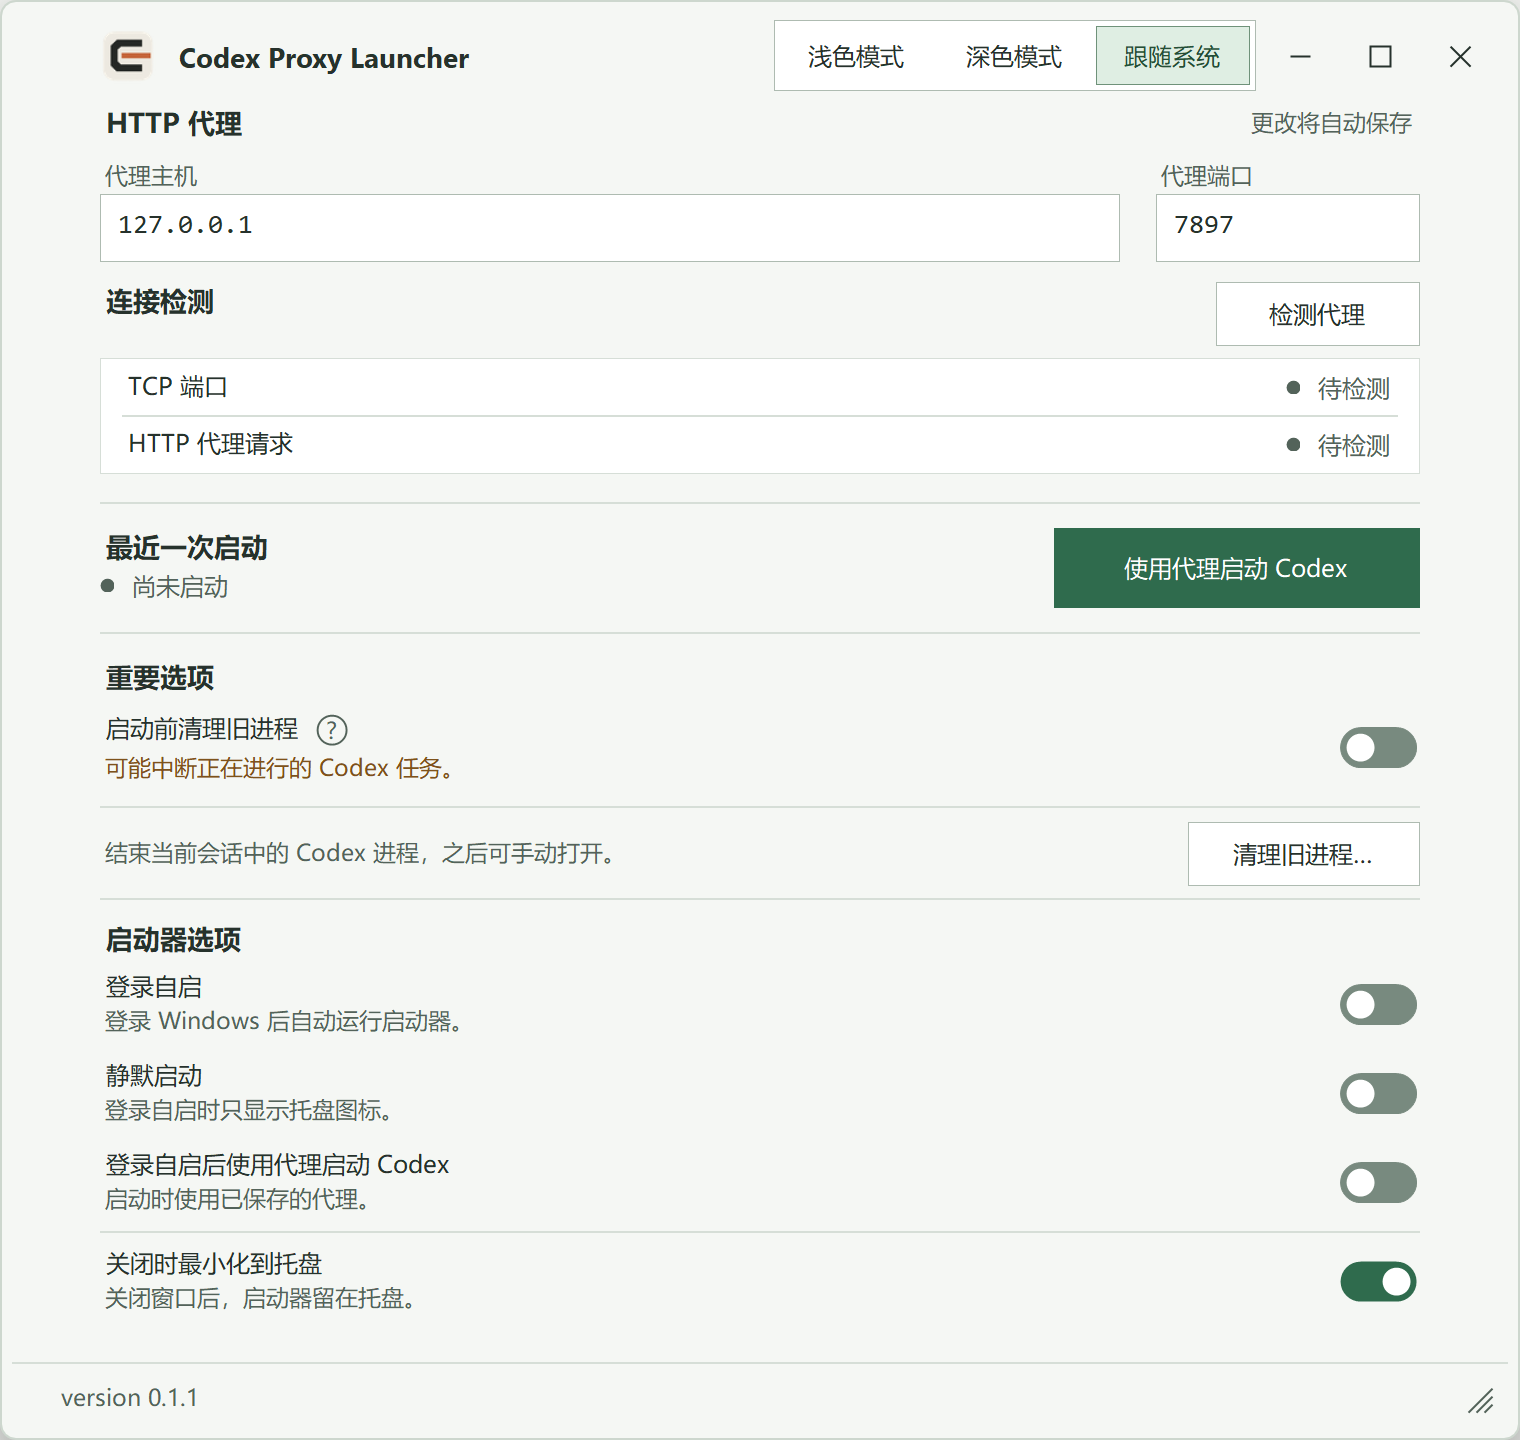 Codex Proxy Launcher
浅色模式 深色模式 跟随系统
HTTP 代理
更改将自动保存
代理主机
代理端口
127.0.0.1
7897
连接检测
检测代理
TCP 端口
待检测
HTTP 代理请求
待检测
最近一次启动
尚未启动
使用代理启动 Codex
重要选项
启动前清理旧进程 ?
可能中断正在进行的 Codex 任务。
结束当前会话中的 Codex 进程，之后可手动打开。
清理旧进程...
启动器选项
登录自启
登录 Windows 后自动运行启动器。
静默启动
登录自启时只显示托盘图标。
登录自启后使用代理启动 Codex
启动时使用已保存的代理。
关闭时最小化到托盘
关闭窗口后，启动器留在托盘。
version 0.1.1